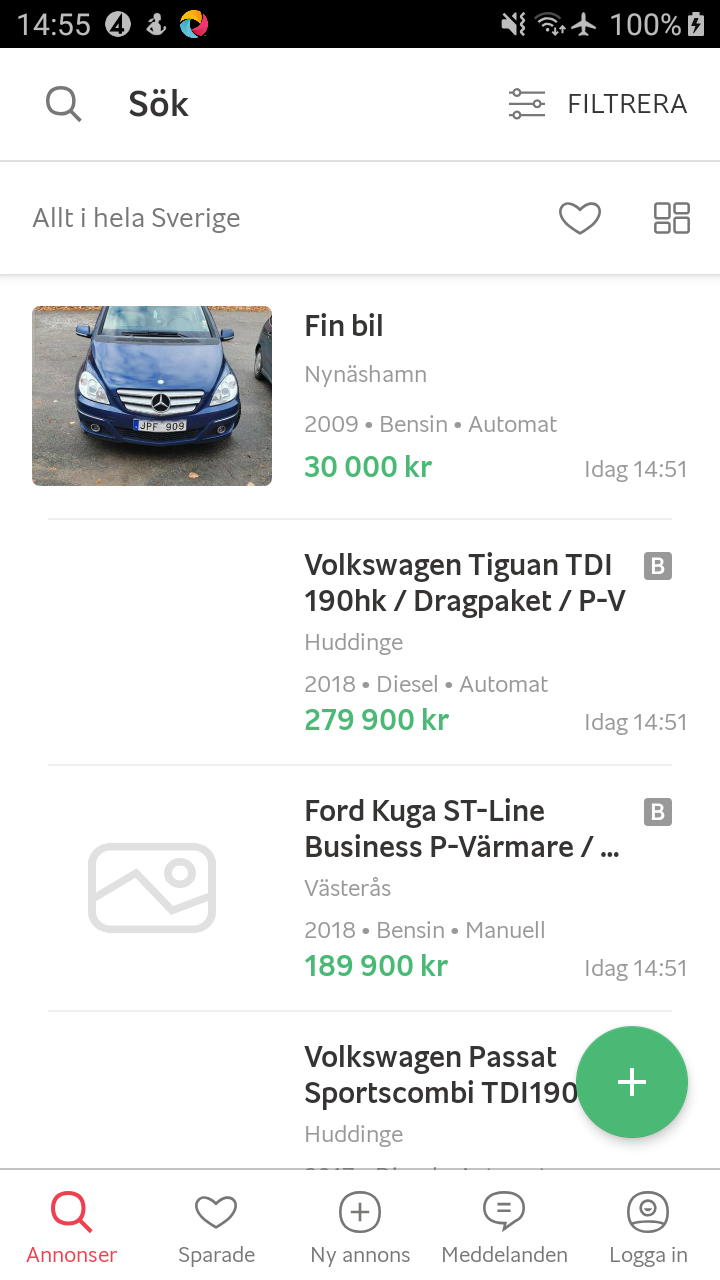 14:55
4
100%
Sök
FILTRERA
Allt i hela Sverige
JPF 909
Fin bil
Nynäshamn
2009 • Bensin • Automat
30 000 kr
Idag 14:51
Volkswagen Tiguan TDI
190hk / Dragpaket / P-V
B
Huddinge
2018 • Diesel • Automat
279 900 kr
Idag 14:51
Ford Kuga ST-Line
Business P-Värmare / ...
B
Västerås
2018 • Bensin • Manuell
189 900 kr
Idag 14:51
Volkswagen Passat
Sportscombi TDI190
Huddinge
Annonser
Sparade
Ny annons
Meddelanden
Logga in